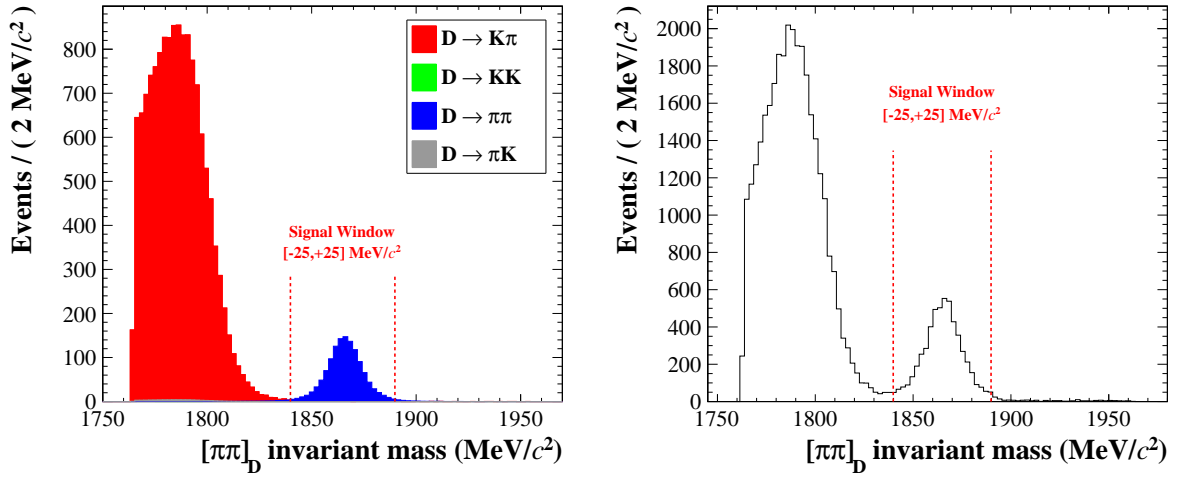 Events / ( 2 MeV/c²)
800
700
600
500
400
300
200
100
0
D → Kπ
D → KK
D → ππ
D → πK
Signal Window
[-25,+25] MeV/c²
1750
1800
1850
1900
1950
[ππ]_D invariant mass (MeV/c²)
Events / ( 2 MeV/c²)
2000
1800
1600
1400
1200
1000
800
600
400
200
0
Signal Window
[-25,+25] MeV/c²
1750
1800
1850
1900
1950
[ππ]_D invariant mass (MeV/c²)